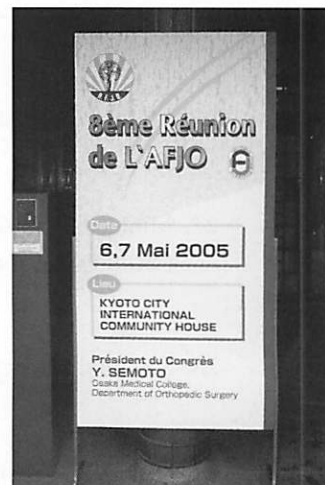 8ème Réunion
de L'AFJO
Date
6,7 Mai 2005
Lieu
KYOTO CITY
INTERNATIONAL
COMMUNITY HOUSE
Président du Congrès
Y. SEMOTO
Osaka Medical College,
Department of Orthopedic Surgery